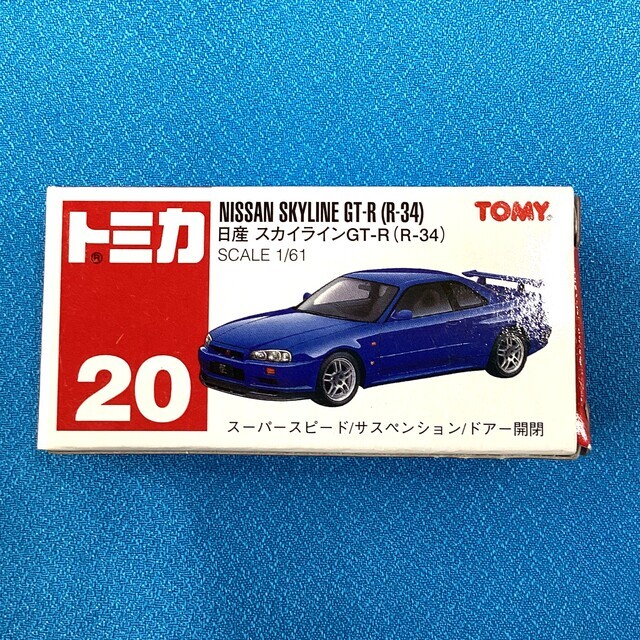 トミカ®
20
NISSAN SKYLINE GT-R (R-34)
日産 スカイラインGT-R(R-34)
SCALE 1/61
TOMY®
スーパースピード/サスペンション/ドアー開閉